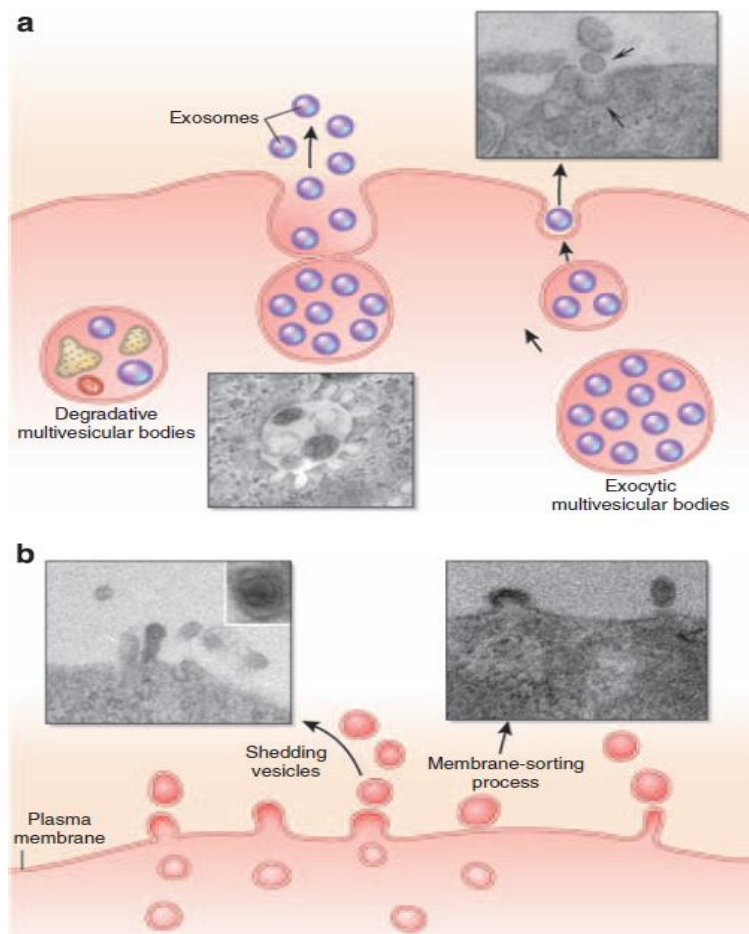 a
Exosomes
Degradative
multivesicular bodies
Exocytic
multivesicular bodies
b
Shedding
vesicles
Membrane-sorting
process
Plasma
membrane